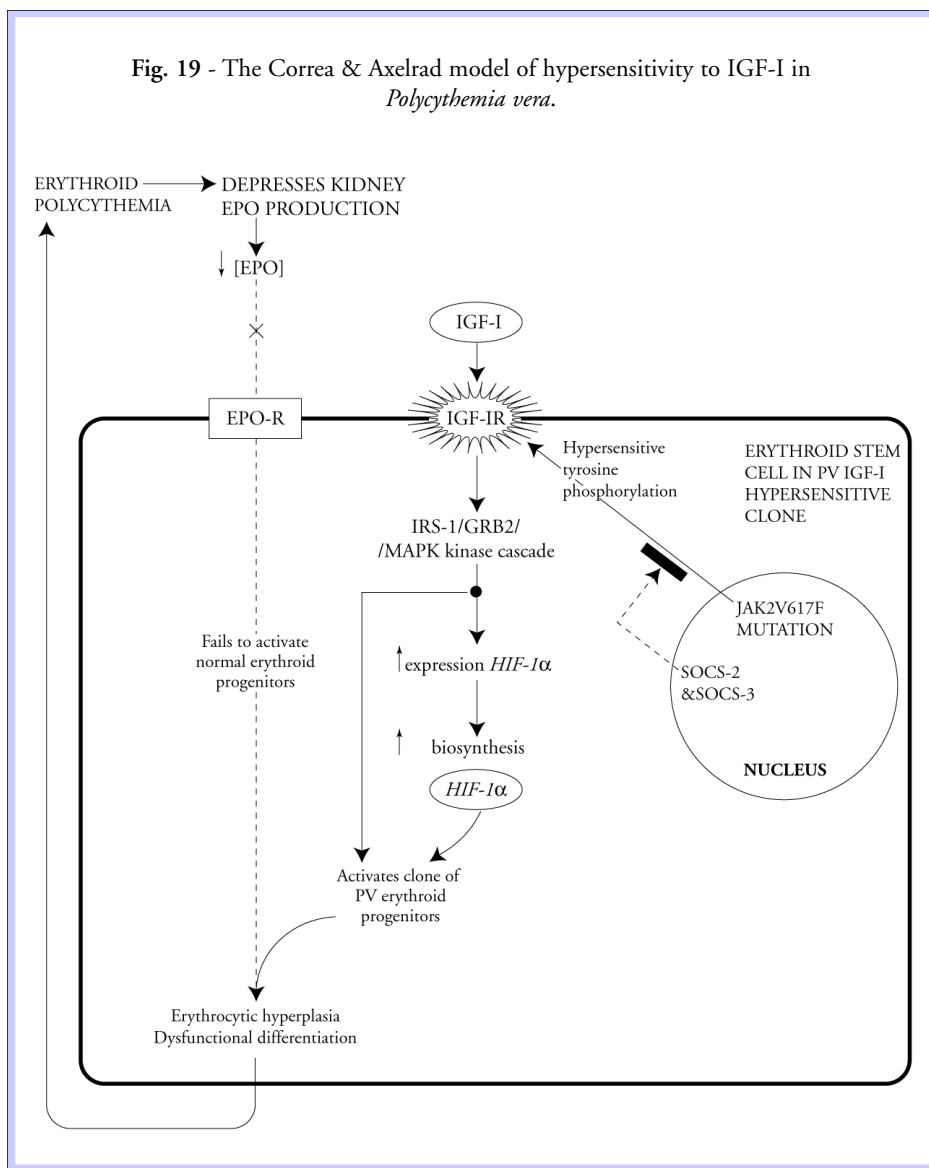 Fig. 19 - The Correa & Axelrad model of hypersensitivity to IGF-I in
Polycythemia vera.
ERYTHROID
POLYCYTHEMIA
DEPRESSES KIDNEY
EPO PRODUCTION
↓ [EPO]
IGF-I
EPO-R
IGF-IR
Hypersensitive
tyrosine
phosphorylation
ERYTHROID STEM
CELL IN PV IGF-I
HYPERSENSITIVE
CLONE
IRS-1/GRB2/
/MAPK kinase cascade
JAK2V617F
MUTATION
Fails to activate
normal erythroid
progenitors
↑ expression HIF-1α
SOCS-2
&SOCS-3
↑ biosynthesis
NUCLEUS
HIF-1α
Activates clone of
PV erythroid
progenitors
Erythrocytic hyperplasia
Dysfunctional differentiation